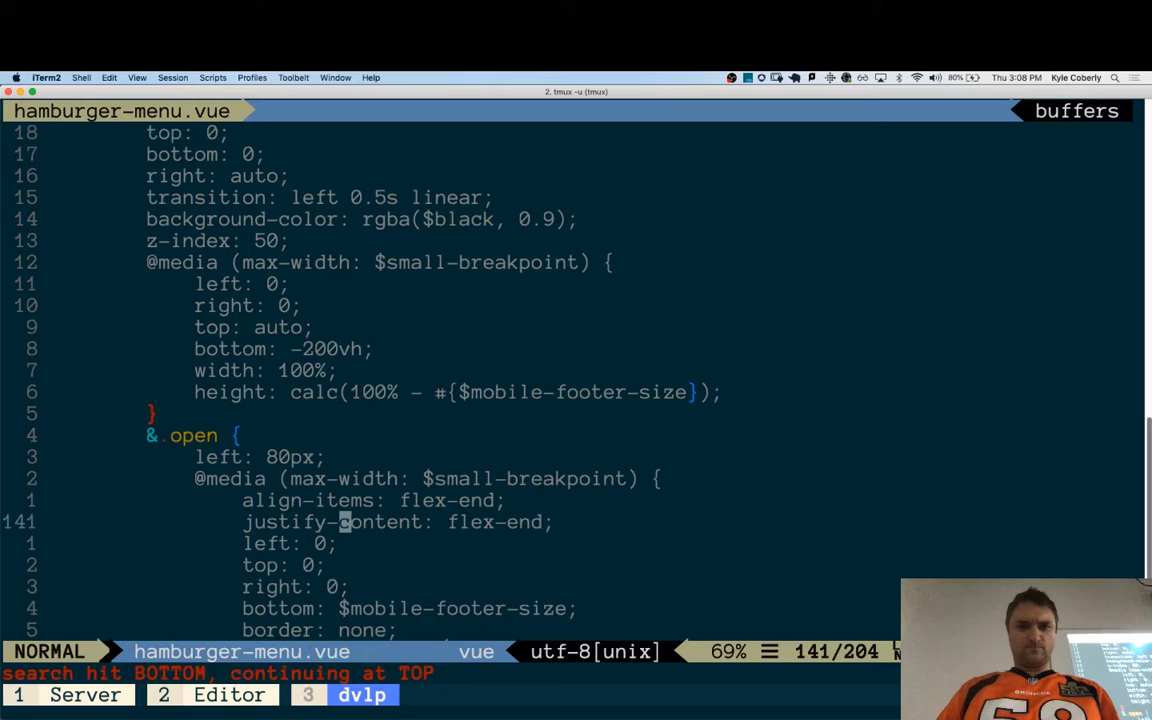 iTerm2 Shell Edit View Session Scripts Profiles Toolbelt Window Help 80% Thu 3:08 PM Kyle Coberly
2. tmux -u (tmux)
hamburger-menu.vue buffers
18 top: 0;
17 bottom: 0;
16 right: auto;
15 transition: left 0.5s linear;
14 background-color: rgba($black, 0.9);
13 z-index: 50;
12 @media (max-width: $small-breakpoint) {
11 left: 0;
10 right: 0;
9 top: auto;
8 bottom: -200vh;
7 width: 100%;
6 height: calc(100% - #{$mobile-footer-size});
5 }
4 &.open {
3 left: 80px;
2 @media (max-width: $small-breakpoint) {
1 align-items: flex-end;
141 justify-content: flex-end;
1 left: 0;
2 top: 0;
3 right: 0;
4 bottom: $mobile-footer-size;
5 border: none;
NORMAL hamburger-menu.vue vue utf-8[unix] 69% ☰ 141/204
search hit BOTTOM, continuing at TOP
1 Server 2 Editor 3 dvlp
BRONCOS